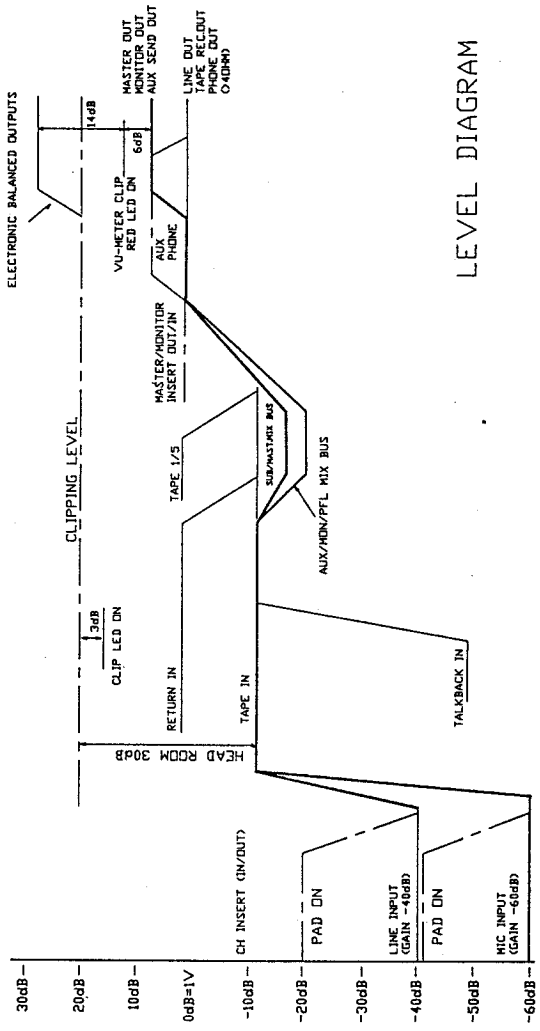 ELECTRONIC BALANCED OUTPUTS
30dB
CLIPPING LEVEL
20dB
3dB
CLIP LED ON
14dB
VU-METER CLIP
RED LED ON
6dB
10dB
MASTER OUT
MONITOR OUT
AUX SEND OUT
AUX
PHONE
LINE OUT
TAPE REC.OUT
PHONE OUT
(>40HM)
0dB=1V
RETURN IN
TAPE 1/5
MASTER/MONITOR
INSERT OUT/IN
HEAD ROOM 30dB
CH INSERT (IN/OUT)
-10dB
TAPE IN
SUB/MAST.MIX BUS
-20dB
PAD ON
AUX/MON/PFL MIX BUS
-30dB
LINE INPUT
(GAIN -40dB)
-40dB
PAD ON
TALKBACK IN
-50dB
MIC INPUT
(GAIN -60dB)
-60dB
LEVEL DIAGRAM